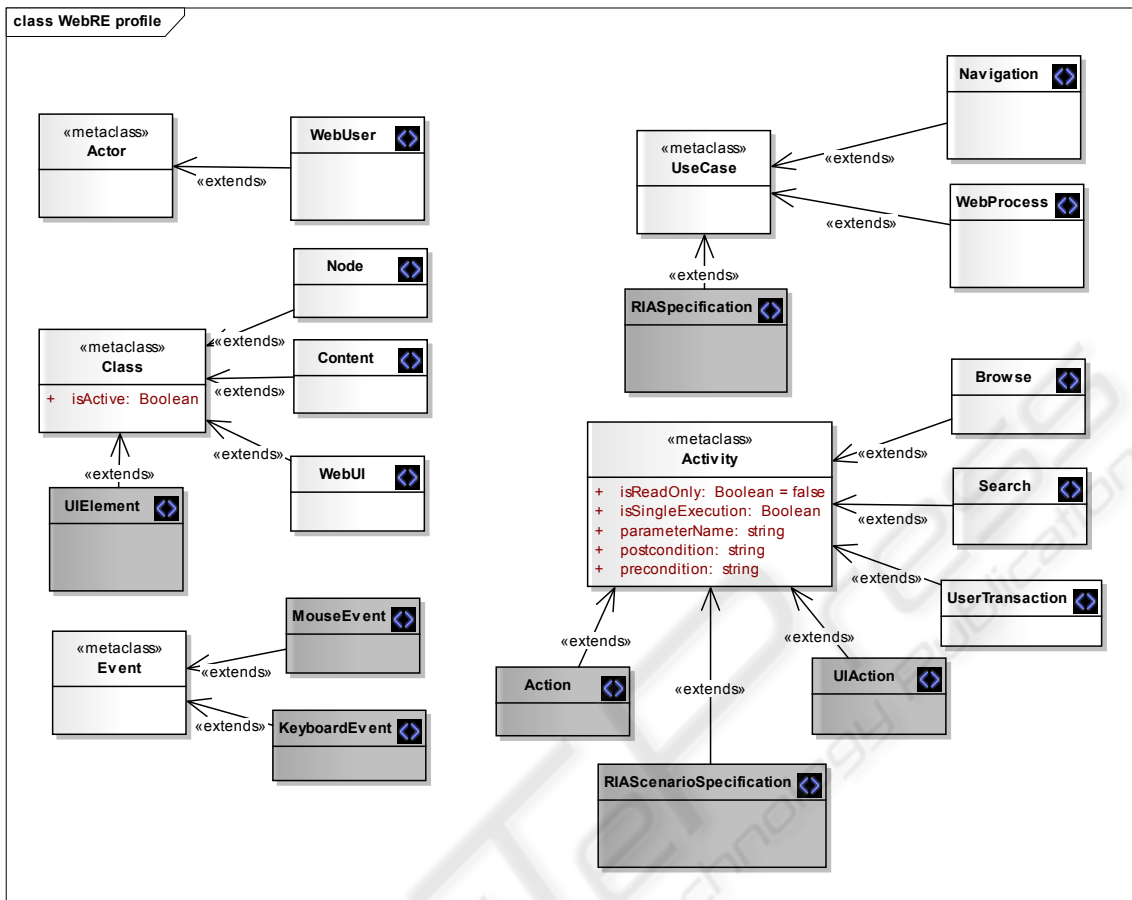 class WebRE profile
«metaclass»
Actor
WebUser
«extends»
Node
«extends»
«metaclass»
Class
+ isActive: Boolean
Content
«extends»
WebUI
«extends»
«extends»
UIElement
«metaclass»
Event
MouseEvent
«extends»
KeyboardEvent
«extends»
«metaclass»
UseCase
Navigation
«extends»
WebProcess
«extends»
«extends»
RIASpecification
«metaclass»
Activity
+ isReadOnly: Boolean = false
+ isSingleExecution: Boolean
+ parameterName: string
+ postcondition: string
+ precondition: string
Browse
«extends»
Search
«extends»
UserTransaction
«extends»
«extends»
Action
«extends»
RIAScenarioSpecification
«extends»
UIAction